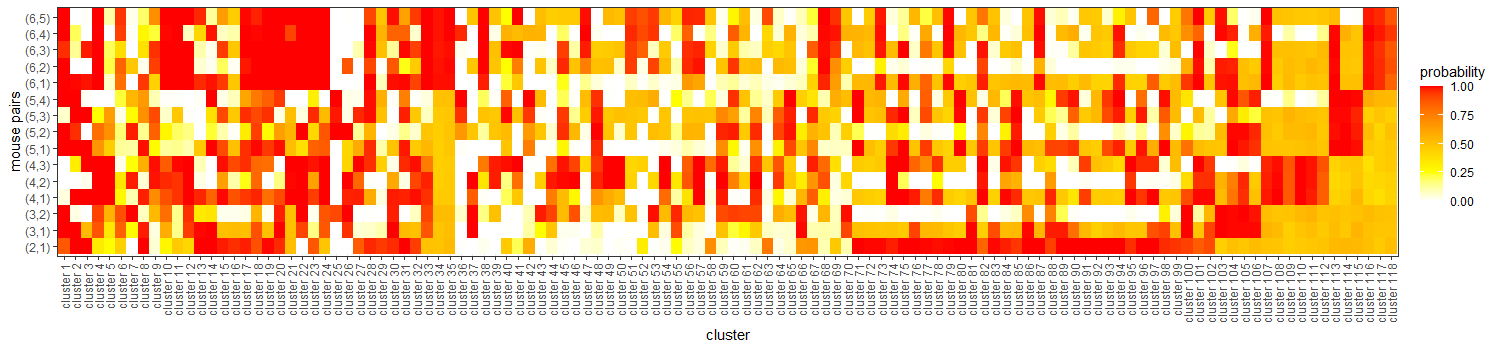 mouse pairs
(6,5)
(6,4)
(6,3)
(6,2)
(6,1)
(5,4)
(5,3)
(5,2)
(5,1)
(4,3)
(4,2)
(4,1)
(3,2)
(3,1)
(2,1)
cluster 1
cluster 2
cluster 3
cluster 4
cluster 5
cluster 6
cluster 7
cluster 8
cluster 9
cluster 10
cluster 11
cluster 12
cluster 13
cluster 14
cluster 15
cluster 16
cluster 17
cluster 18
cluster 19
cluster 20
cluster 21
cluster 22
cluster 23
cluster 24
cluster 25
cluster 26
cluster 27
cluster 28
cluster 29
cluster 30
cluster 31
cluster 32
cluster 33
cluster 34
cluster 35
cluster 36
cluster 37
cluster 38
cluster 39
cluster 40
cluster 41
cluster 42
cluster 43
cluster 44
cluster 45
cluster 46
cluster 47
cluster 48
cluster 49
cluster 50
cluster 51
cluster 52
cluster 53
cluster 54
cluster 55
cluster 56
cluster 57
cluster 58
cluster 59
cluster 60
cluster 61
cluster 62
cluster 63
cluster 64
cluster 65
cluster 66
cluster 67
cluster 68
cluster 69
cluster 70
cluster 71
cluster 72
cluster 73
cluster 74
cluster 75
cluster 76
cluster 77
cluster 78
cluster 79
cluster 80
cluster 81
cluster 82
cluster 83
cluster 84
cluster 85
cluster 86
cluster 87
cluster 88
cluster 89
cluster 90
cluster 91
cluster 92
cluster 93
cluster 94
cluster 95
cluster 96
cluster 97
cluster 98
cluster 99
cluster 100
cluster 101
cluster 102
cluster 103
cluster 104
cluster 105
cluster 106
cluster 107
cluster 108
cluster 109
cluster 110
cluster 111
cluster 112
cluster 113
cluster 114
cluster 115
cluster 116
cluster 117
cluster 118
cluster
probability
1.00
0.75
0.50
0.25
0.00